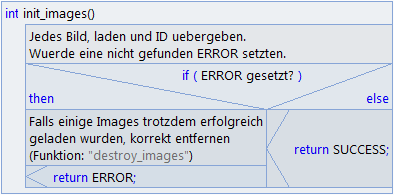 int init_images()
Jedes Bild, laden und ID uebergeben.
Wuerde eine nicht gefunden ERROR setzten.
if ( ERROR gesetzt? )
then
else
Falls einige Images trotzdem erfolgreich
geladen wurden, korrekt entfernen
(Funktion: "destroy_images")
return SUCCESS;
return ERROR;